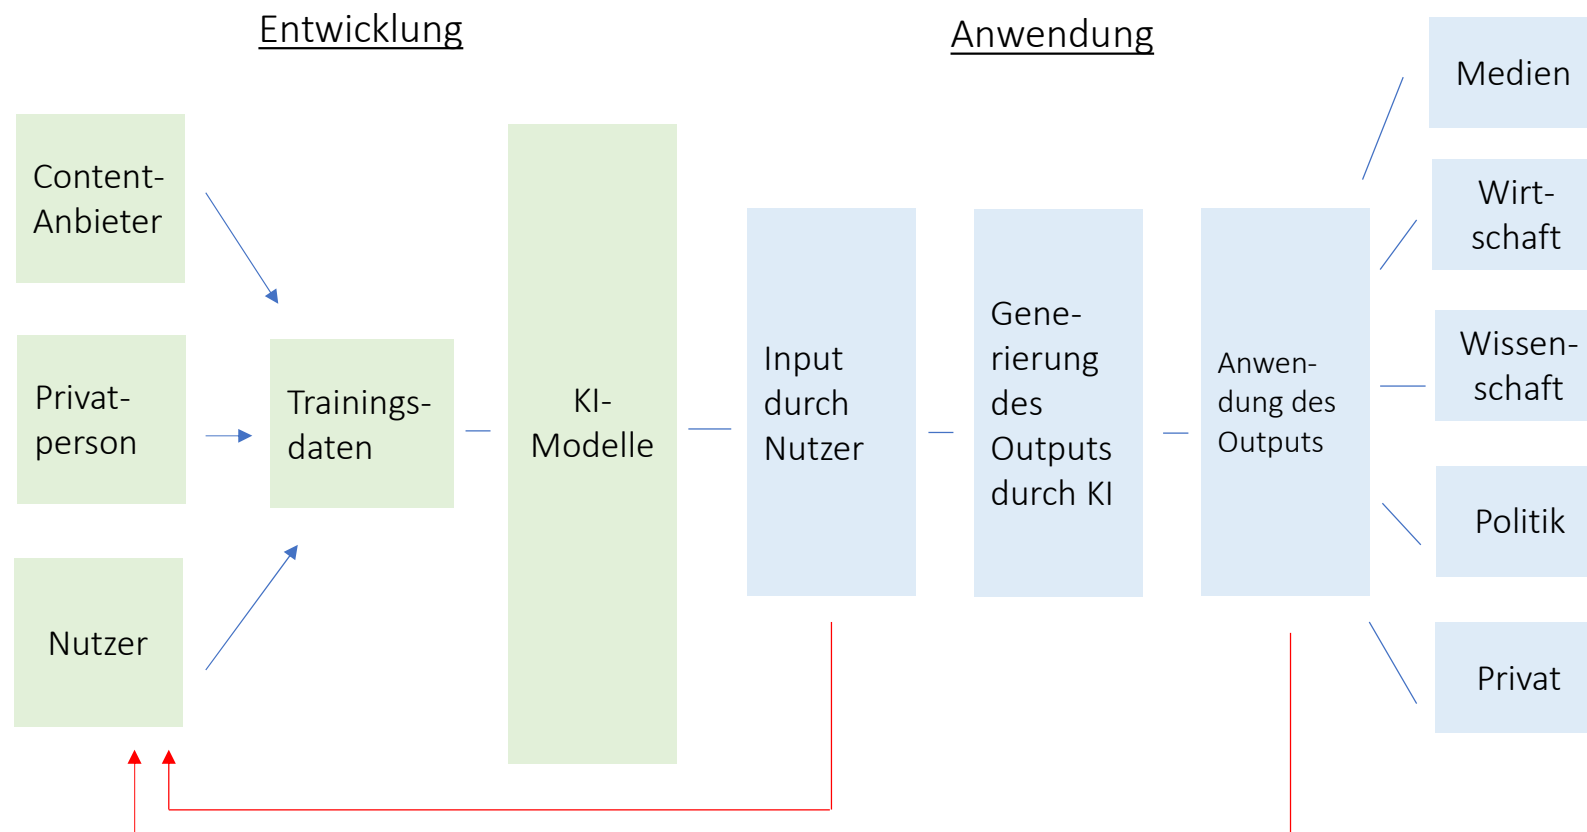 Entwicklung
Anwendung
Content-
Anbieter
Privat-
person
Nutzer
Trainings-
daten
KI-
Modelle
Input
durch
Nutzer
Gene-
rierung
des
Outputs
durch KI
Anwen-
dung des
Outputs
Medien
Wirt-
schaft
Wissen-
schaft
Politik
Privat